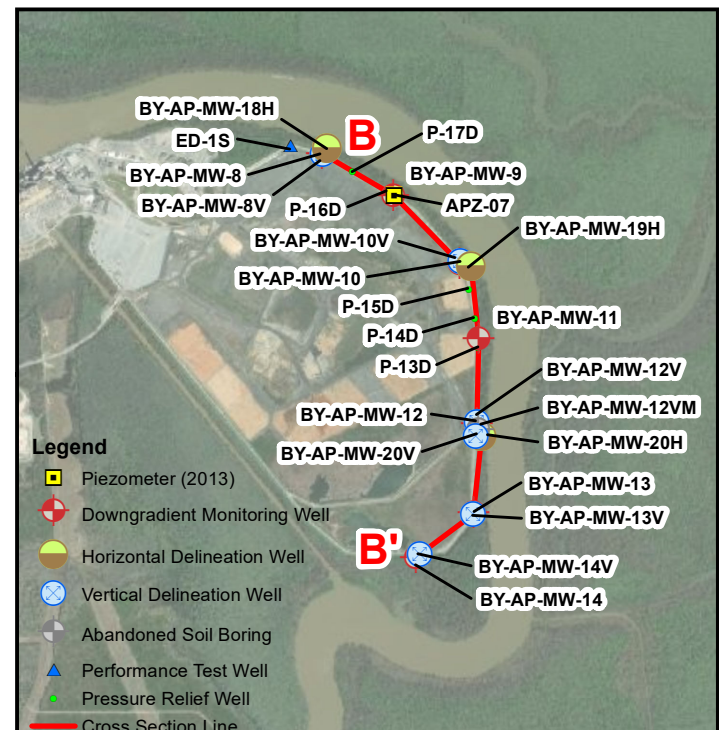 BY-AP-MW-18H
B
P-17D
ED-1S
BY-AP-MW-8
BY-AP-MW-9
BY-AP-MW-8V
P-16D
APZ-07
BY-AP-MW-10V
BY-AP-MW-19H
BY-AP-MW-10
P-15D
P-14D
BY-AP-MW-11
P-13D
BY-AP-MW-12V
BY-AP-MW-12
BY-AP-MW-12VM
BY-AP-MW-20V
BY-AP-MW-20H
BY-AP-MW-13
BY-AP-MW-13V
B'
BY-AP-MW-14V
BY-AP-MW-14
Legend
Piezometer (2013)
Downgradient Monitoring Well
Horizontal Delineation Well
Vertical Delineation Well
Abandoned Soil Boring
Performance Test Well
Pressure Relief Well
Cross Section Line